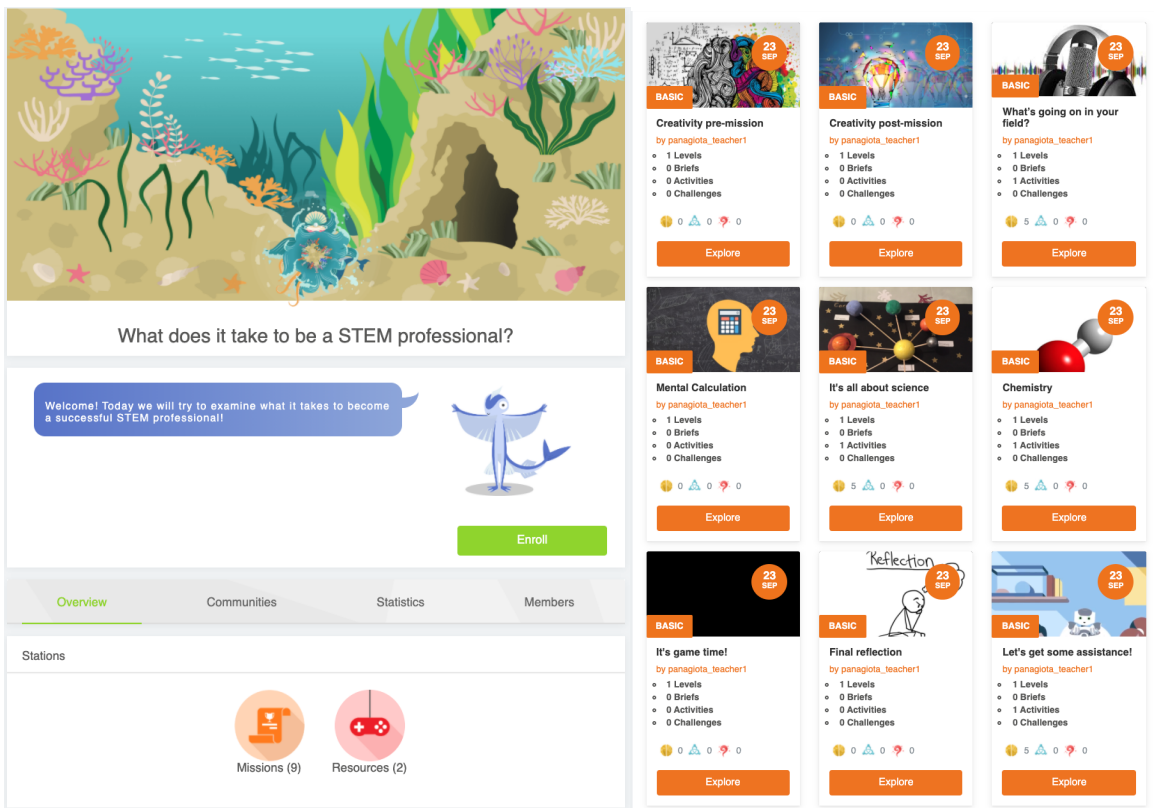 What does it take to be a STEM professional?
Welcome! Today we will try to examine what it takes to become
a successful STEM professional!
Enroll
Overview
Communities
Statistics
Members
Stations
Missions (9)
Resources (2)
23
SEP
BASIC
Creativity pre-mission
by panagiota_teacher1
1 Levels
0 Briefs
0 Activities
0 Challenges
0 0 0
Explore
23
SEP
BASIC
Creativity post-mission
by panagiota_teacher1
1 Levels
0 Briefs
0 Activities
0 Challenges
0 0 0
Explore
23
SEP
BASIC
What's going on in your
field?
by panagiota_teacher1
1 Levels
0 Briefs
1 Activities
0 Challenges
5 0 0
Explore
23
SEP
BASIC
Mental Calculation
by panagiota_teacher1
1 Levels
0 Briefs
0 Activities
0 Challenges
0 0 0
Explore
23
SEP
BASIC
It's all about science
by panagiota_teacher1
1 Levels
0 Briefs
1 Activities
0 Challenges
5 0 0
Explore
23
SEP
BASIC
Chemistry
by panagiota_teacher1
1 Levels
0 Briefs
1 Activities
0 Challenges
5 0 0
Explore
23
SEP
BASIC
It's game time!
by panagiota_teacher1
1 Levels
0 Briefs
0 Activities
0 Challenges
0 0 0
Explore
Reflection
23
SEP
BASIC
Final reflection
by panagiota_teacher1
1 Levels
0 Briefs
0 Activities
0 Challenges
0 0 0
Explore
23
SEP
BASIC
Let's get some assistance!
by panagiota_teacher1
1 Levels
0 Briefs
1 Activities
0 Challenges
5 0 0
Explore